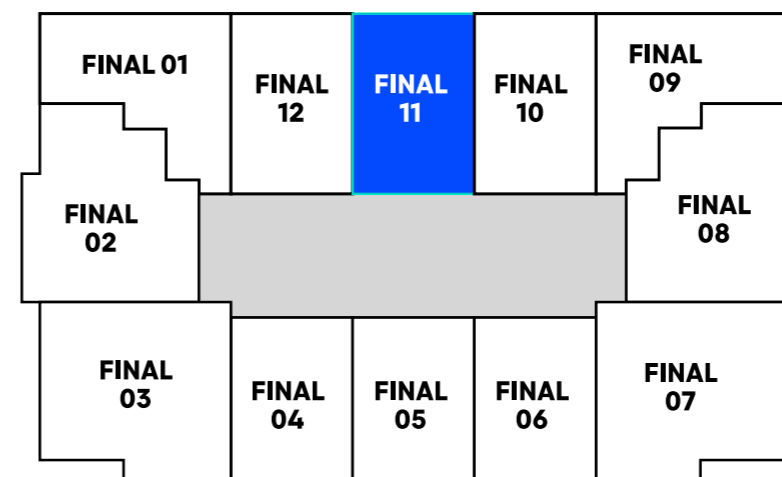 FINAL 01
FINAL
12
FINAL
11
FINAL
10
FINAL
09
FINAL
02
FINAL
08
FINAL
03
FINAL
04
FINAL
05
FINAL
06
FINAL
07